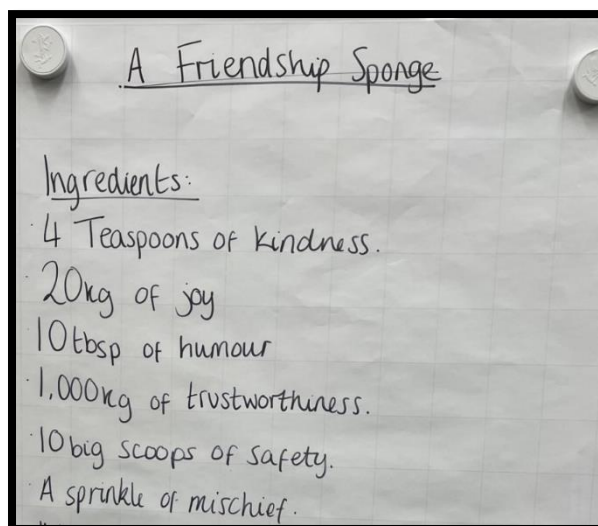 A Friendship Sponge
Ingredients:
4 Teaspoons of kindness.
20kg of joy
10tbsp of humour
1,000kg of trustworthiness.
10 big scoops of safety.
A sprinkle of mischief.